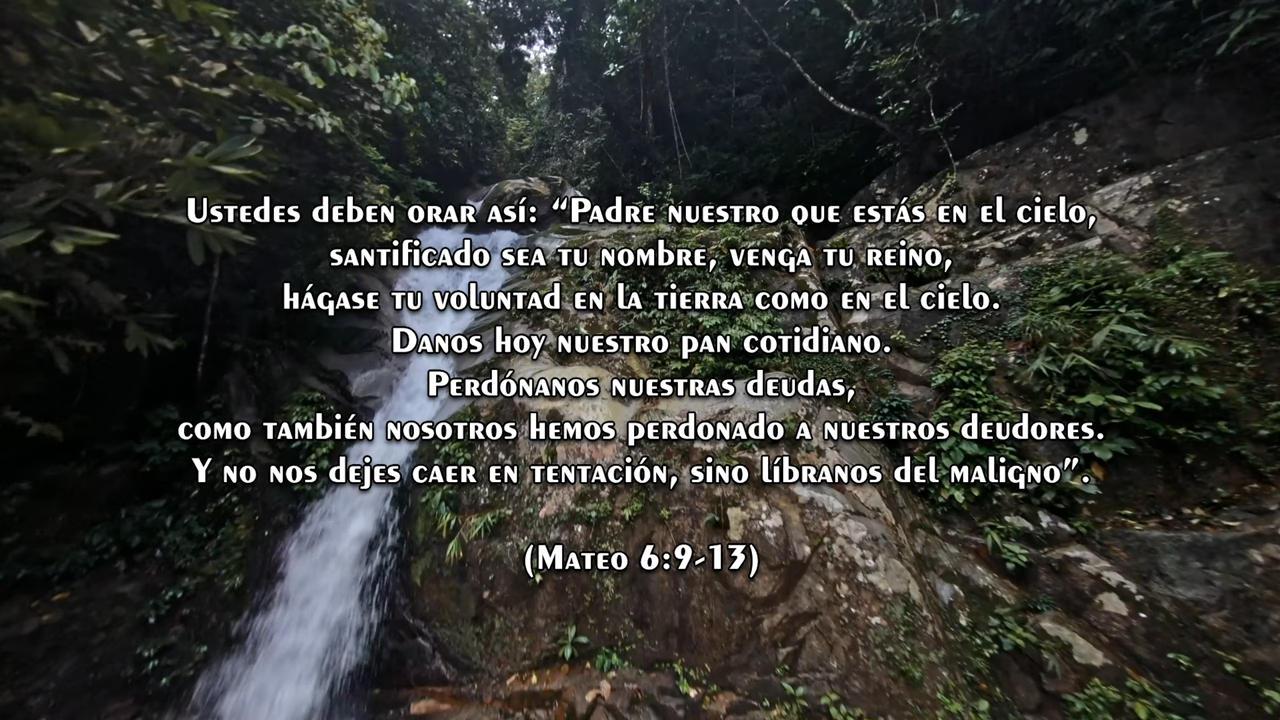 Ustedes deben orar así: “Padre nuestro que estás en el cielo,
santificado sea tu nombre, venga tu reino,
hágase tu voluntad en la tierra como en el cielo.
Danos hoy nuestro pan cotidiano.
Perdónanos nuestras deudas,
como también nosotros hemos perdonado a nuestros deudores.
Y no nos dejes caer en tentación, sino líbranos del maligno”.
(Mateo 6:9-13)